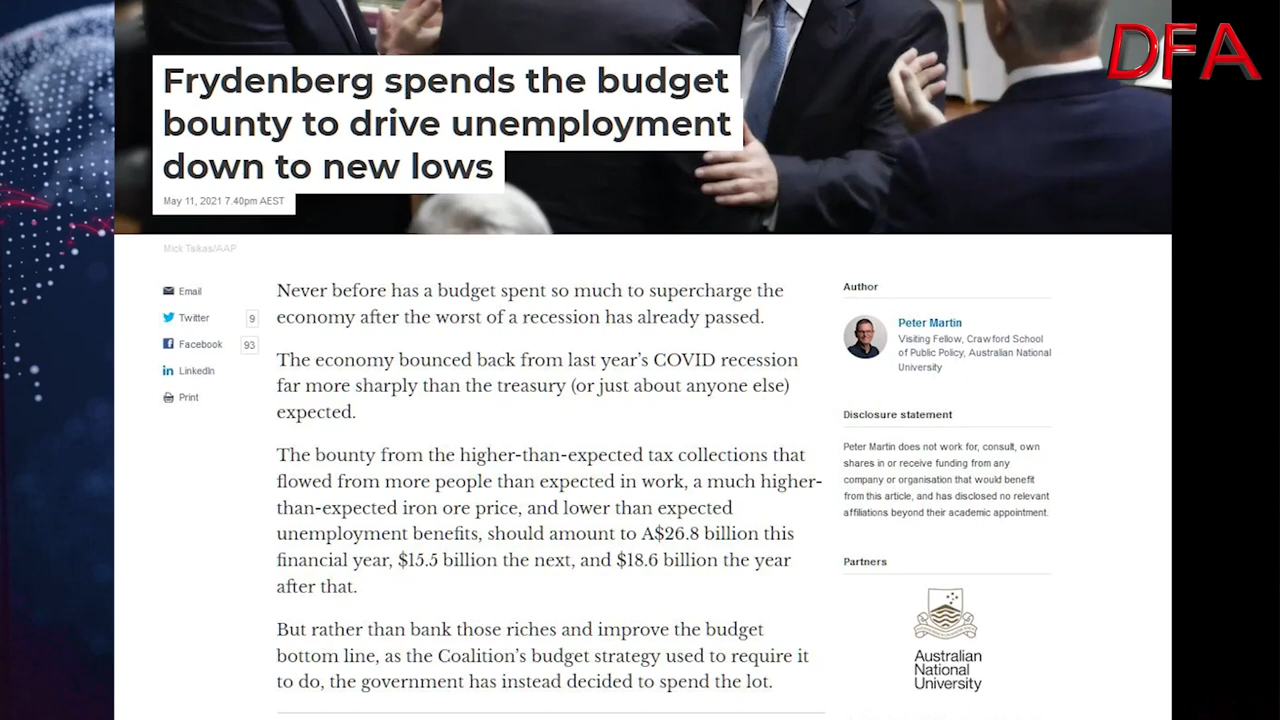 DFA
Frydenberg spends the budget
bounty to drive unemployment
down to new lows
May 11, 2021 7.40pm AEST
Mick Tsikas/AAP
Email
Twitter 9
Facebook 93
LinkedIn
Print
Never before has a budget spent so much to supercharge the
economy after the worst of a recession has already passed.
The economy bounced back from last year’s COVID recession
far more sharply than the treasury (or just about anyone else)
expected.
The bounty from the higher-than-expected tax collections that
flowed from more people than expected in work, a much higher-
than-expected iron ore price, and lower than expected
unemployment benefits, should amount to A$26.8 billion this
financial year, $15.5 billion the next, and $18.6 billion the year
after that.
But rather than bank those riches and improve the budget
bottom line, as the Coalition’s budget strategy used to require it
to do, the government has instead decided to spend the lot.
Author
Peter Martin
Visiting Fellow, Crawford School
of Public Policy, Australian National
University
Disclosure statement
Peter Martin does not work for, consult, own
shares in or receive funding from any
company or organisation that would benefit
from this article, and has disclosed no relevant
affiliations beyond their academic appointment.
Partners
Australian
National
University